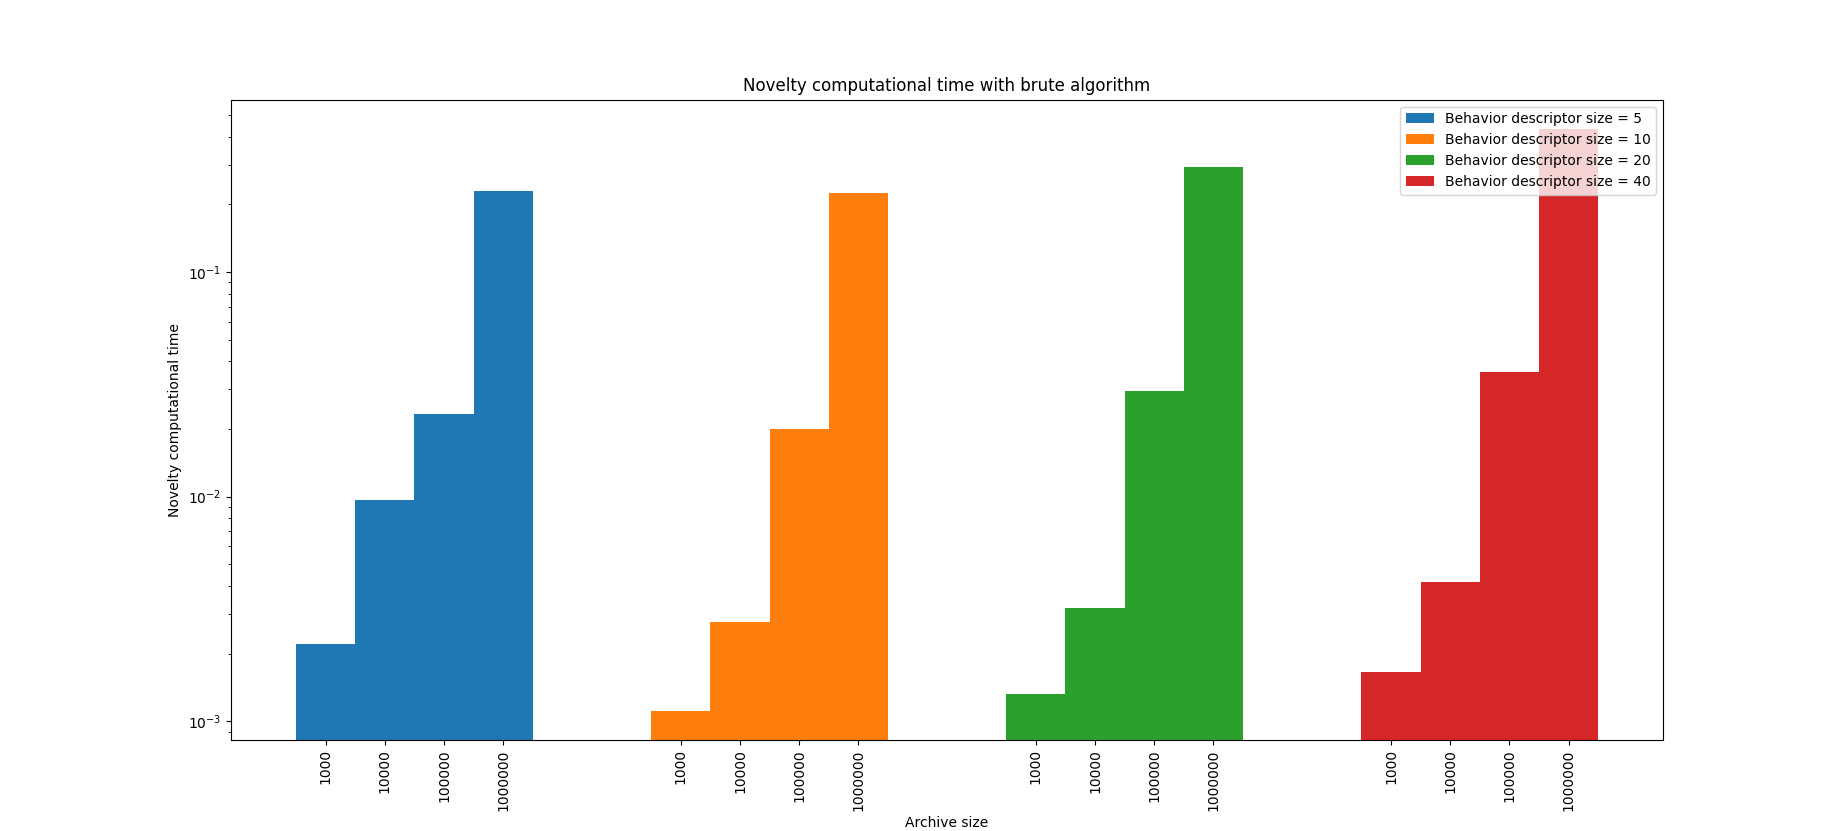 Novelty computational time with brute algorithm
Behavior descriptor size = 5
Behavior descriptor size = 10
Behavior descriptor size = 20
Behavior descriptor size = 40
Novelty computational time
10⁻¹
10⁻²
10⁻³
1000 10000 100000 1000000 1000 10000 100000 1000000 1000 10000 100000 1000000 1000 10000 100000 1000000
Archive size